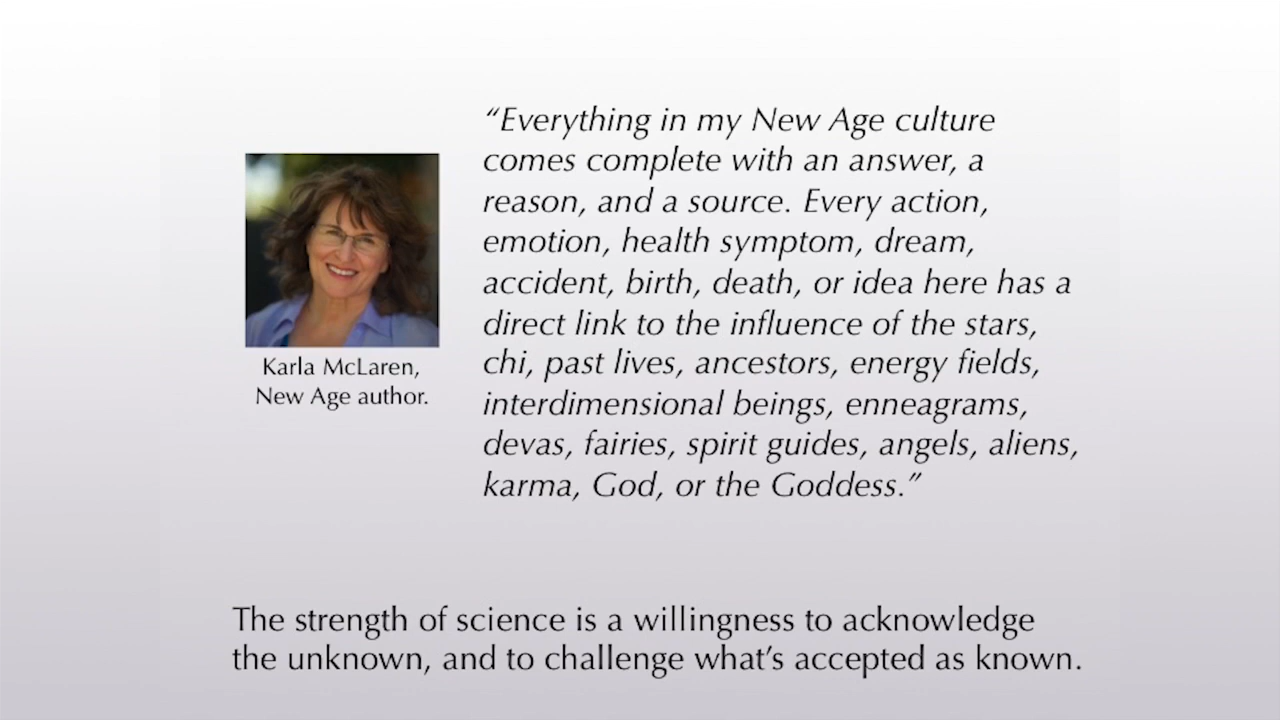 “Everything in my New Age culture
comes complete with an answer, a
reason, and a source. Every action,
emotion, health symptom, dream,
accident, birth, death, or idea here has a
direct link to the influence of the stars,
chi, past lives, ancestors, energy fields,
interdimensional beings, enneagrams,
devas, fairies, spirit guides, angels, aliens,
karma, God, or the Goddess.”
Karla McLaren,
New Age author.
The strength of science is a willingness to acknowledge
the unknown, and to challenge what’s accepted as known.